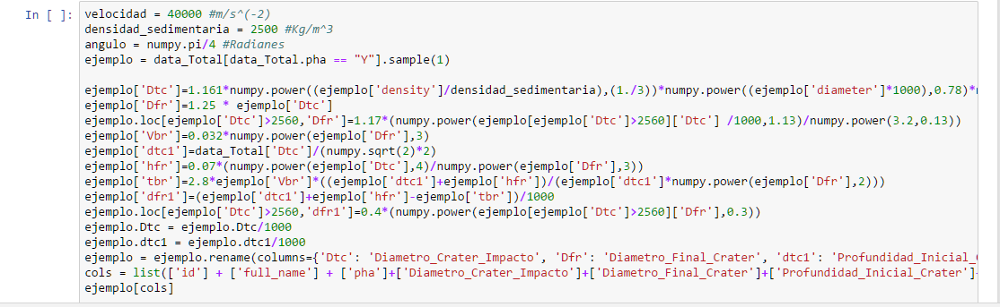 In [ ]:
velocidad = 40000 #m/s^(-2)
densidad_sedimentaria = 2500 #Kg/m^3
angulo = numpy.pi/4 #Radianes
ejemplo = data_Total[data_Total.pha == "Y"].sample(1)
ejemplo['Dtc']=1.161*numpy.power((ejemplo['density']/densidad_sedimentaria),(1./3))*numpy.power((ejemplo['diameter']*1000),0.78)*
ejemplo['Dfr']=1.25 * ejemplo['Dtc']
ejemplo.loc[ejemplo['Dtc']>2560,'Dfr']=1.17*(numpy.power(ejemplo[ejemplo['Dtc']>2560]['Dtc'] /1000,1.13)/numpy.power(3.2,0.13))
ejemplo['Vbr']=0.032*numpy.power(ejemplo['Dfr'],3)
ejemplo['dtc1']=data_Total['Dtc']/(numpy.sqrt(2)*2)
ejemplo['hfr']=0.07*(numpy.power(ejemplo['Dtc'],4)/numpy.power(ejemplo['Dfr'],3))
ejemplo['tbr']=2.8*ejemplo['Vbr']*((ejemplo['dtc1']+ejemplo['hfr'])/(ejemplo['dtc1']*numpy.power(ejemplo['Dfr'],2)))
ejemplo['dfr1']=(ejemplo['dtc1']+ejemplo['hfr']-ejemplo['tbr'])/1000
ejemplo.loc[ejemplo['Dtc']>2560,'dfr1']=0.4*(numpy.power(ejemplo[ejemplo['Dtc']>2560]['Dfr'],0.3))
ejemplo.Dtc = ejemplo.Dtc/1000
ejemplo.dtc1 = ejemplo.dtc1/1000
ejemplo = ejemplo.rename(columns={'Dtc': 'Diametro_Crater_Impacto', 'Dfr': 'Diametro_Final_Crater', 'dtc1': 'Profundidad_Inicial_
cols = list(['id'] + ['full_name'] + ['pha']+['Diametro_Crater_Impacto']+['Diametro_Final_Crater']+['Profundidad_Inicial_Crater']
ejemplo[cols]